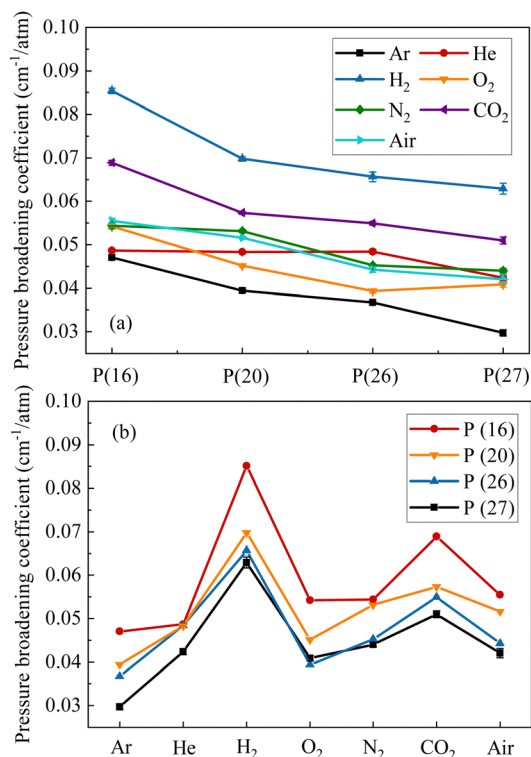 0.10
0.09
0.08
0.07
0.06
0.05
0.04
0.03
Pressure broadening coefficient (cm⁻¹/atm)
Ar He
H₂ O₂
N₂ CO₂
Air
(a)
P(16) P(20) P(26) P(27)
0.10
0.09
0.08
0.07
0.06
0.05
0.04
0.03
Pressure broadening coefficient (cm⁻¹/atm)
(b)
P (16)
P (20)
P (26)
P (27)
Ar He H₂ O₂ N₂ CO₂ Air